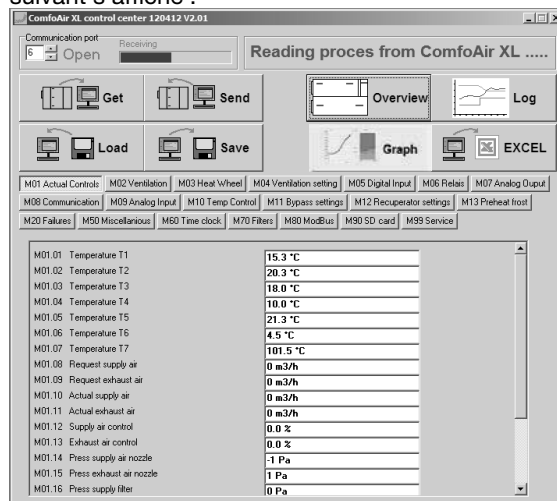 suivant s'affiche :
ComfoAir XL control center 120412 V2.01
Communication port
6 Open
Receiving
Reading proces from ComfoAir XL .....
Get
Send
Overview
Log
Load
Save
Graph
EXCEL
M01 Actual Controls M02 Ventilation M03 Heat Wheel M04 Ventilation setting M05 Digital Input M06 Relais M07 Analog Ouput
M08 Communication M09 Analog Input M10 Temp Control M11 Bypass settings M12 Recuperator settings M13 Preheat frost
M20 Failures M50 Miscellanious M60 Time clock M70 Filters M80 ModBus M90 SD card M99 Service
M01.01 Temperature T1 15.3 °C
M01.02 Temperature T2 20.3 °C
M01.03 Temperature T3 18.0 °C
M01.04 Temperature T4 10.0 °C
M01.05 Temperature T5 21.3 °C
M01.06 Temperature T6 4.5 °C
M01.07 Temperature T7 101.5 °C
M01.08 Request supply air 0 m3/h
M01.09 Request exhaust air 0 m3/h
M01.10 Actual supply air 0 m3/h
M01.11 Actual exhaust air 0 m3/h
M01.12 Supply air control 0.0 %
M01.13 Exhaust air control 0.0 %
M01.14 Press supply air nozzle -1 Pa
M01.15 Press exhaust air nozzle 1 Pa
M01.16 Press supply filter 0 Pa